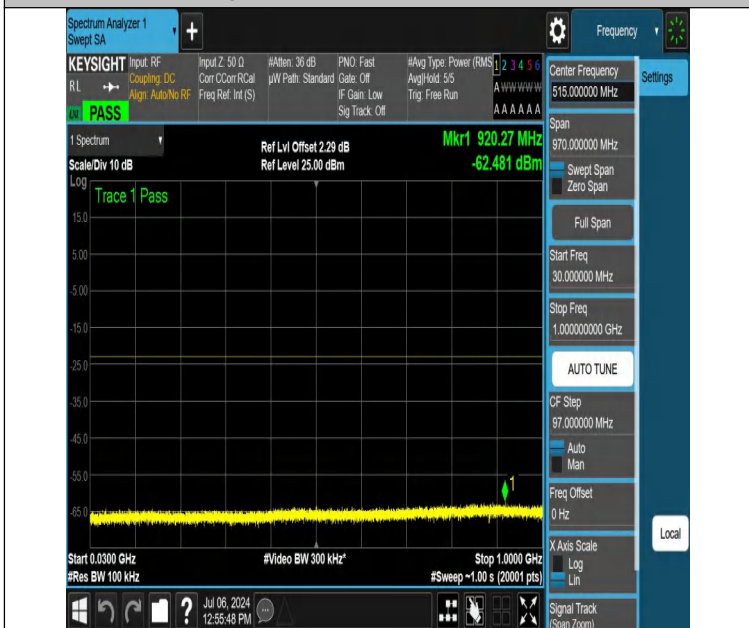 Spectrum Analyzer 1
Swept SA
Frequency
KEYSIGHT
RL
PASS
Input: RF
Coupling: DC
Align: Auto/No RF
Input Z: 50 Ω
Corr CCorr RCal
Freq Ref: Int (S)
#Atten: 36 dB
µW Path: Standard
PNO: Fast
Gate: Off
IF Gain: Low
Sig Track: Off
#Avg Type: Power (RMS
Avg|Hold: 5/5
Trig: Free Run
1 2 3 4 5 6
A W W W W W
A A A A A A
1 Spectrum
Scale/Div 10 dB
Ref Lvl Offset 2.29 dB
Ref Level 25.00 dBm
Mkr1 920.27 MHz
-62.481 dBm
Log
Trace 1 Pass
15.0
5.00
-5.00
-15.0
-25.0
-35.0
-45.0
-55.0
-65.0
1
Start 0.0300 GHz
#Res BW 100 kHz
#Video BW 300 kHz*
Stop 1.0000 GHz
#Sweep ~1.00 s (20001 pts)
Jul 06, 2024
12:55:48 PM
Center Frequency
515.000000 MHz
Settings
Span
970.000000 MHz
Swept Span
Zero Span
Full Span
Start Freq
30.000000 MHz
Stop Freq
1.000000000 GHz
AUTO TUNE
CF Step
97.000000 MHz
Auto
Man
Freq Offset
0 Hz
Local
X Axis Scale
Log
Lin
Signal Track
(Span Zoom)